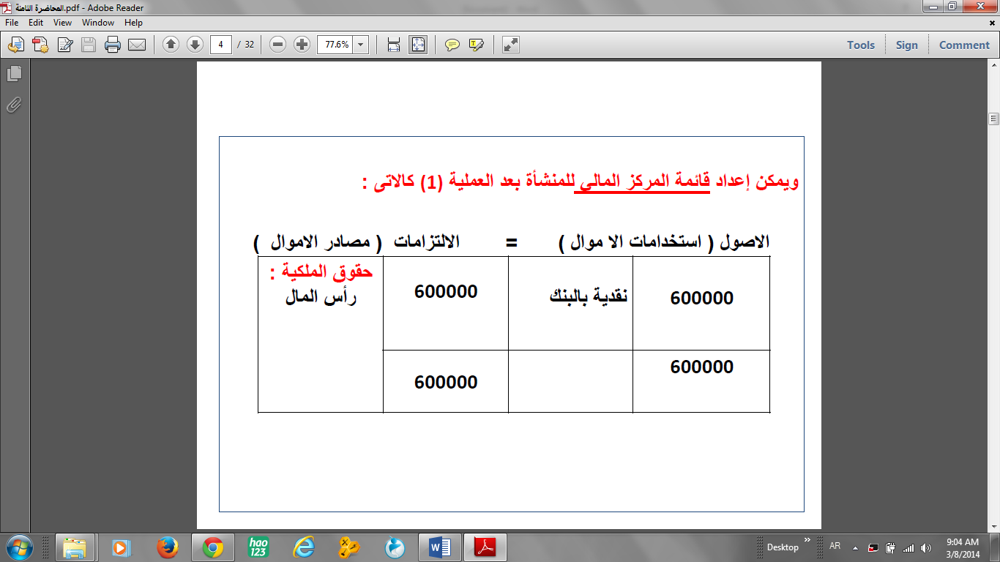 المحاضرة الثامنة.pdf - Adobe Reader
File Edit View Window Help
4 / 32 77.6% Tools Sign Comment
ويمكن إعداد قائمة المركز المالي للمنشأة بعد العملية (1) كالاتى :
الاصول ( استخدامات الا موال ) = الالتزامات ( مصادر الاموال )
حقوق الملكية :
600000 نقدية بالبنك 600000 رأس المال
600000 600000
hao123 W Desktop AR 9:04 AM
3/8/2014